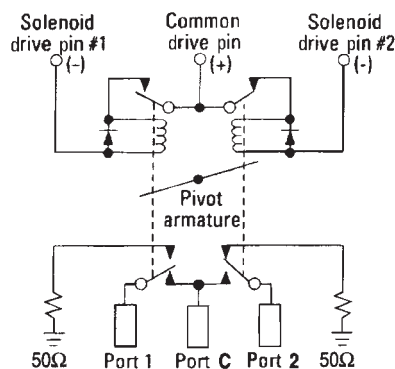 Solenoid
drive pin #1
(-)
Common
drive pin
(+)
Solenoid
drive pin #2
(-)
Pivot
armature
50Ω
Port 1
Port C
Port 2
50Ω